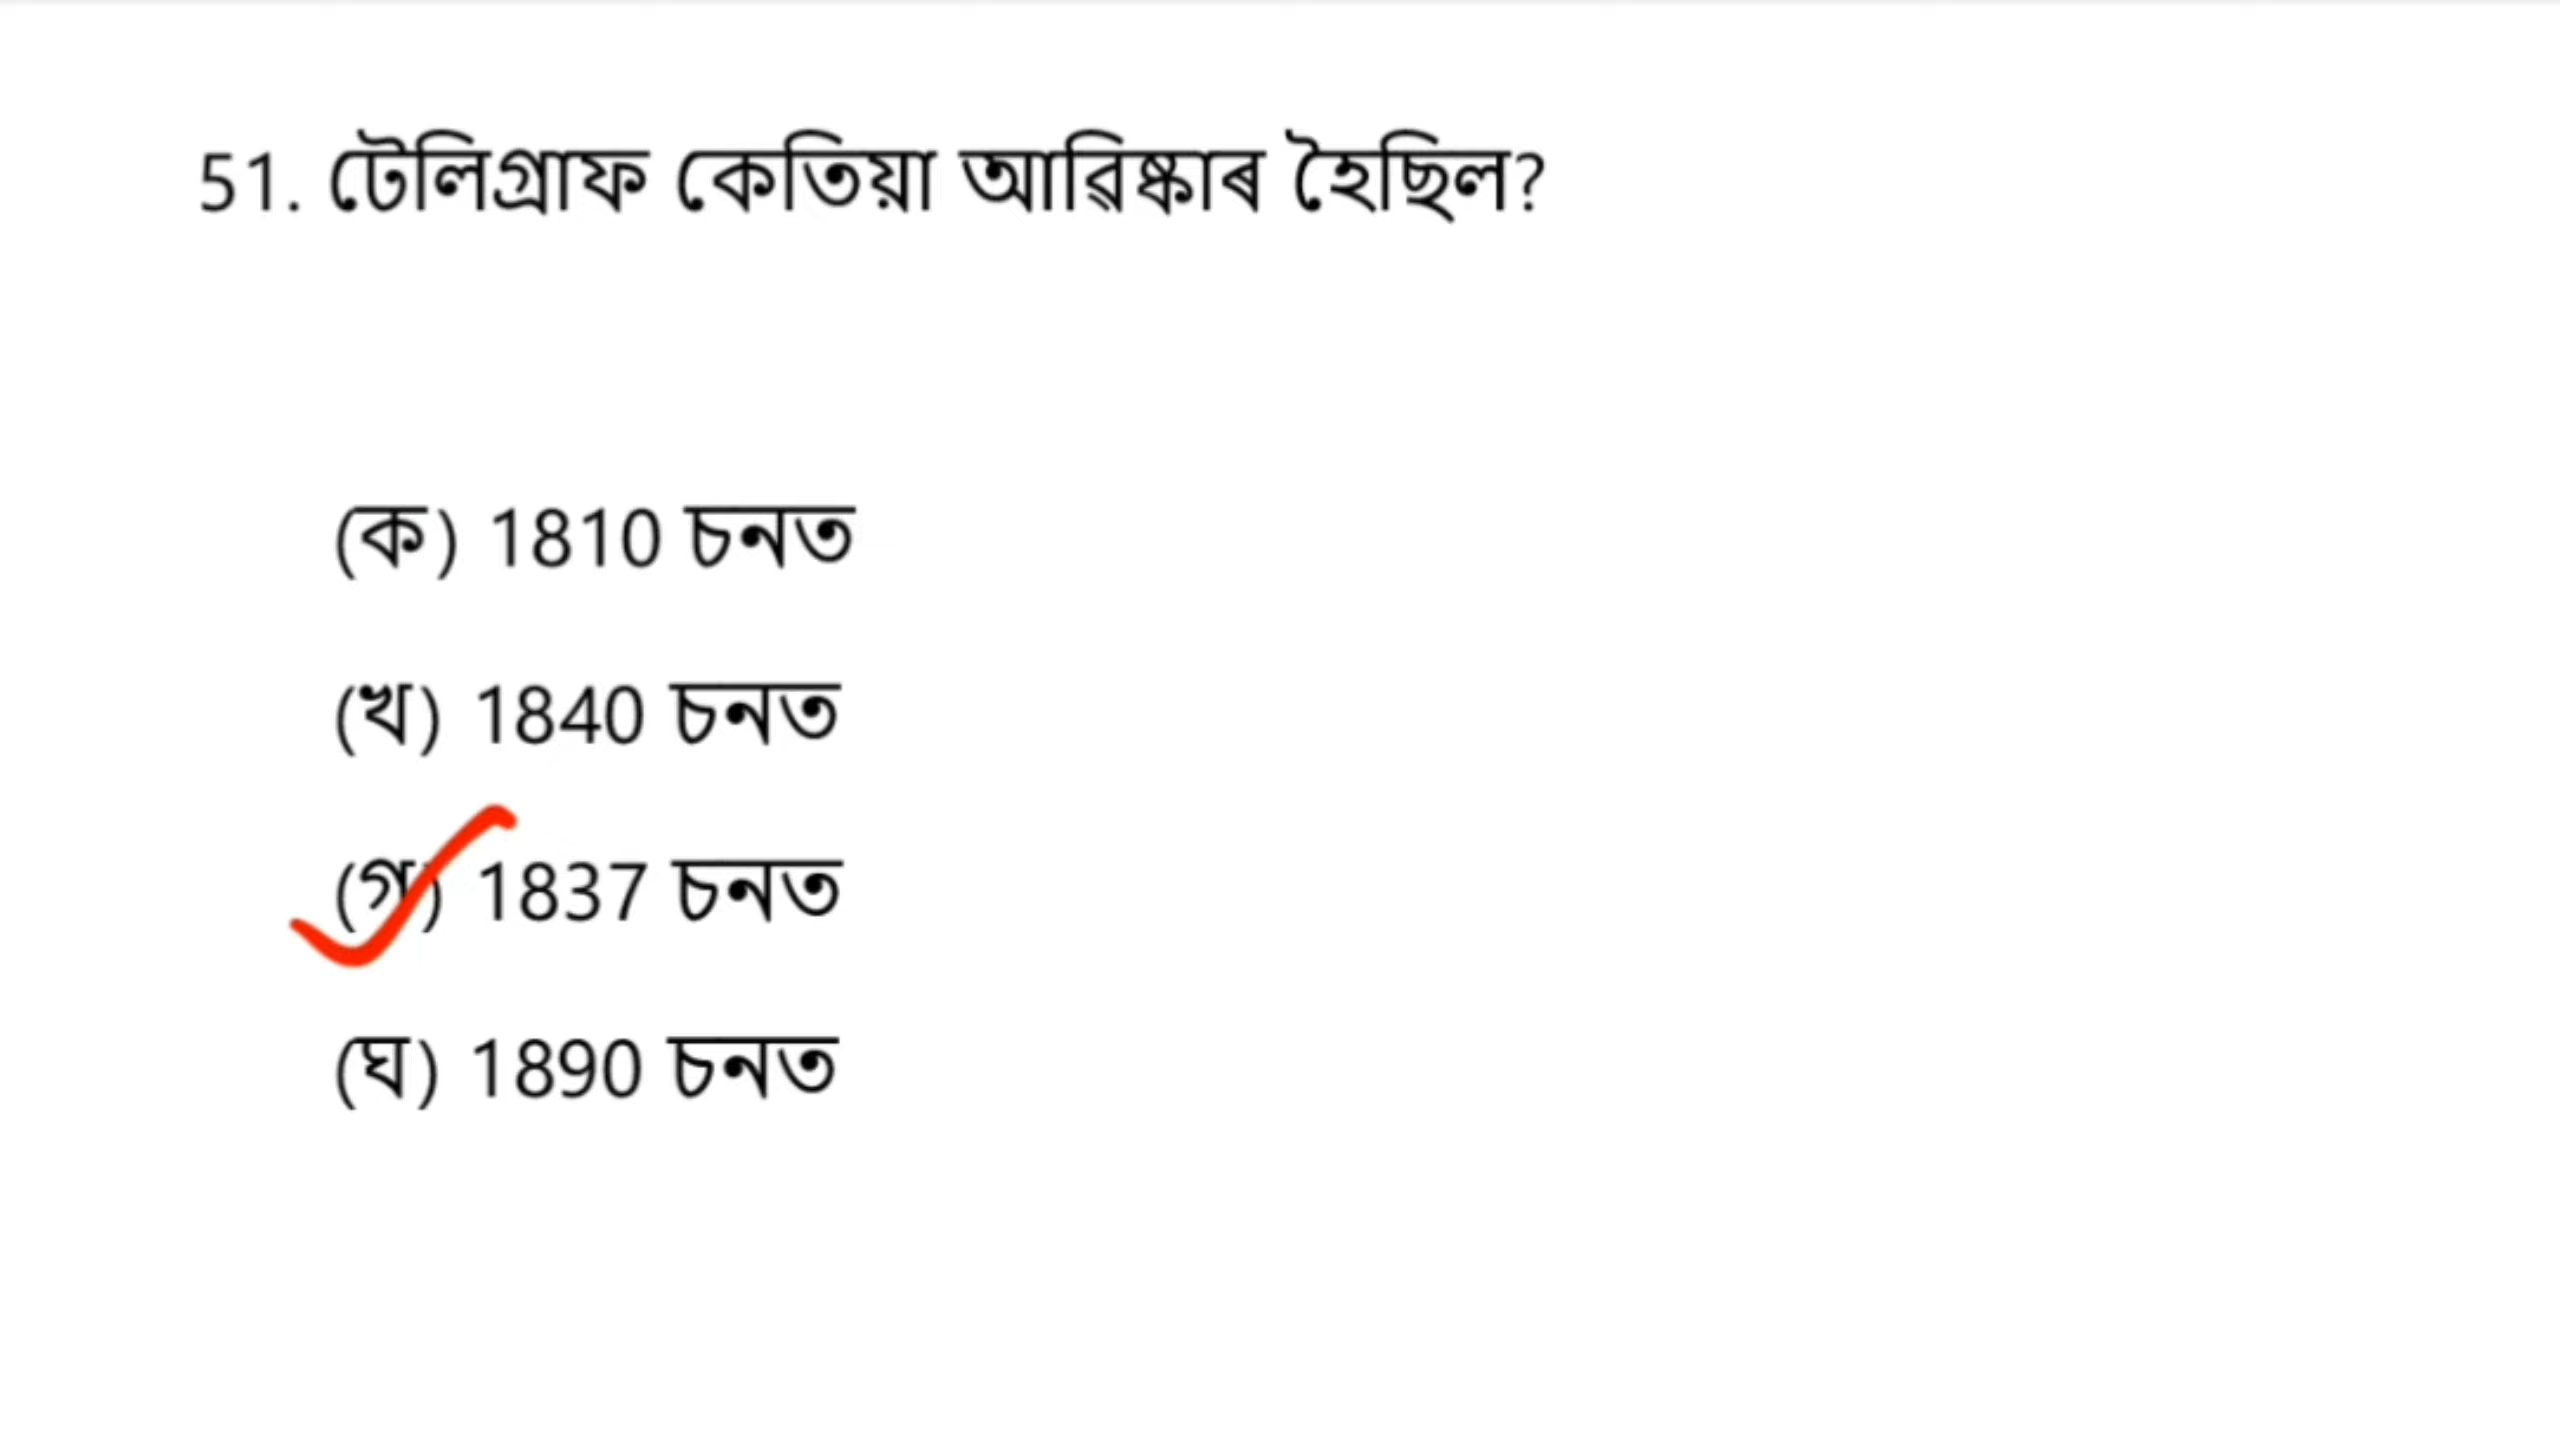 51. টেলিগ্ৰাফ কেতিয়া আৱিষ্কাৰ হৈছিল?
(ক) 1810 চনত
(খ) 1840 চনত
(গ) 1837 চনত
(ঘ) 1890 চনত